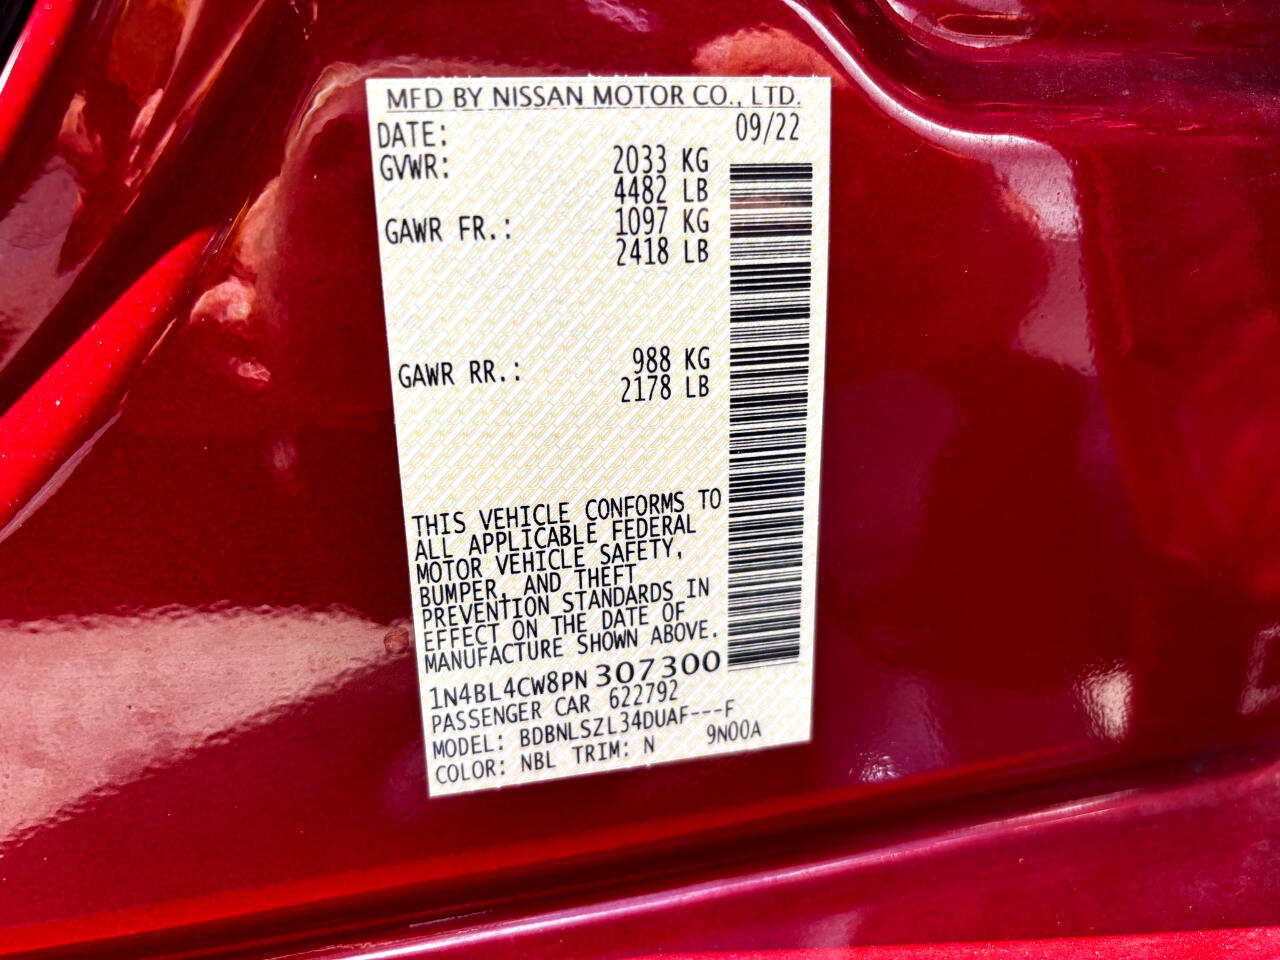 MFD BY NISSAN MOTOR CO., LTD.
DATE: 09/22
GVWR: 2033 KG
4482 LB
GAWR FR.: 1097 KG
2418 LB
GAWR RR.: 988 KG
2178 LB
THIS VEHICLE CONFORMS TO
ALL APPLICABLE FEDERAL
MOTOR VEHICLE SAFETY,
BUMPER, AND THEFT
PREVENTION STANDARDS IN
EFFECT ON THE DATE OF
MANUFACTURE SHOWN ABOVE.
1N4BL4CW8PN 307300
PASSENGER CAR 622792
MODEL: BDBNLSZL34DUAF---F
COLOR: NBL TRIM: N 9N00A